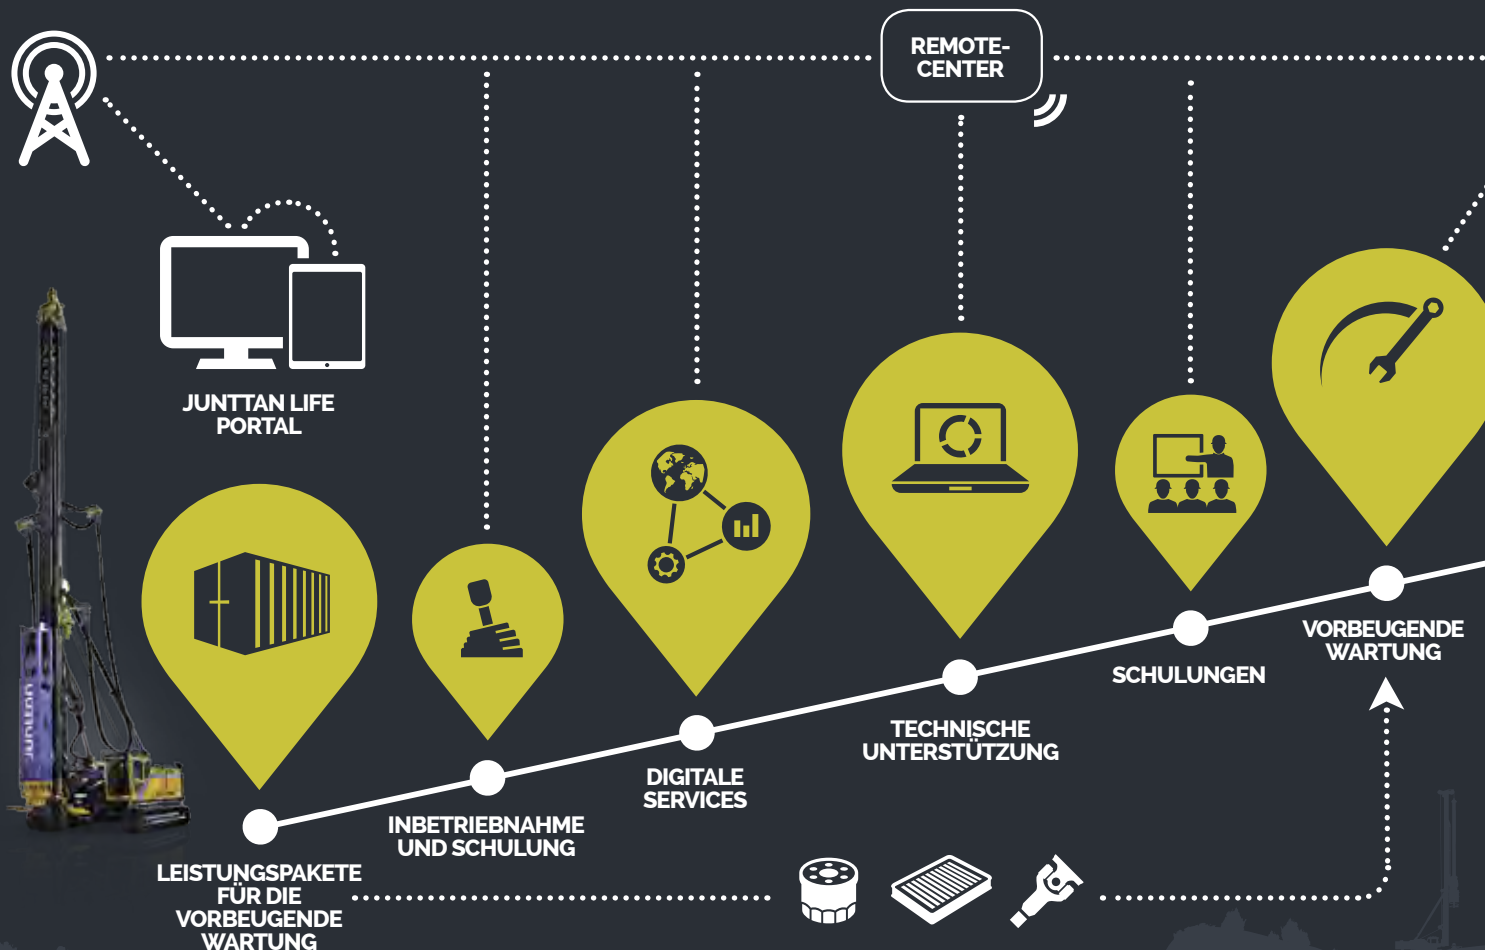 REMOTE-
CENTER
JUNTTAN LIFE
PORTAL
JUNTTAN
VORBEUGENDE
WARTUNG
SCHULUNGEN
TECHNISCHE
UNTERSTÜTZUNG
DIGITALE
SERVICES
INBETRIEBNAHME
UND SCHULUNG
LEISTUNGSPAKETE
FÜR DIE
VORBEUGENDE
WARTUNG